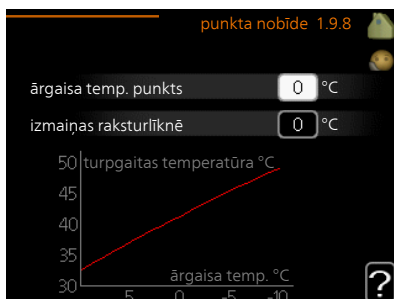 punkta nobīde 1.9.8
ārgaisa temp. punkts 0 °C
izmaiņas raksturlīknē 0 °C
50 turpgaitas temperatūra °C
45
40
35
ārgaisa temp. °C
30
5 0 -5 -10
?